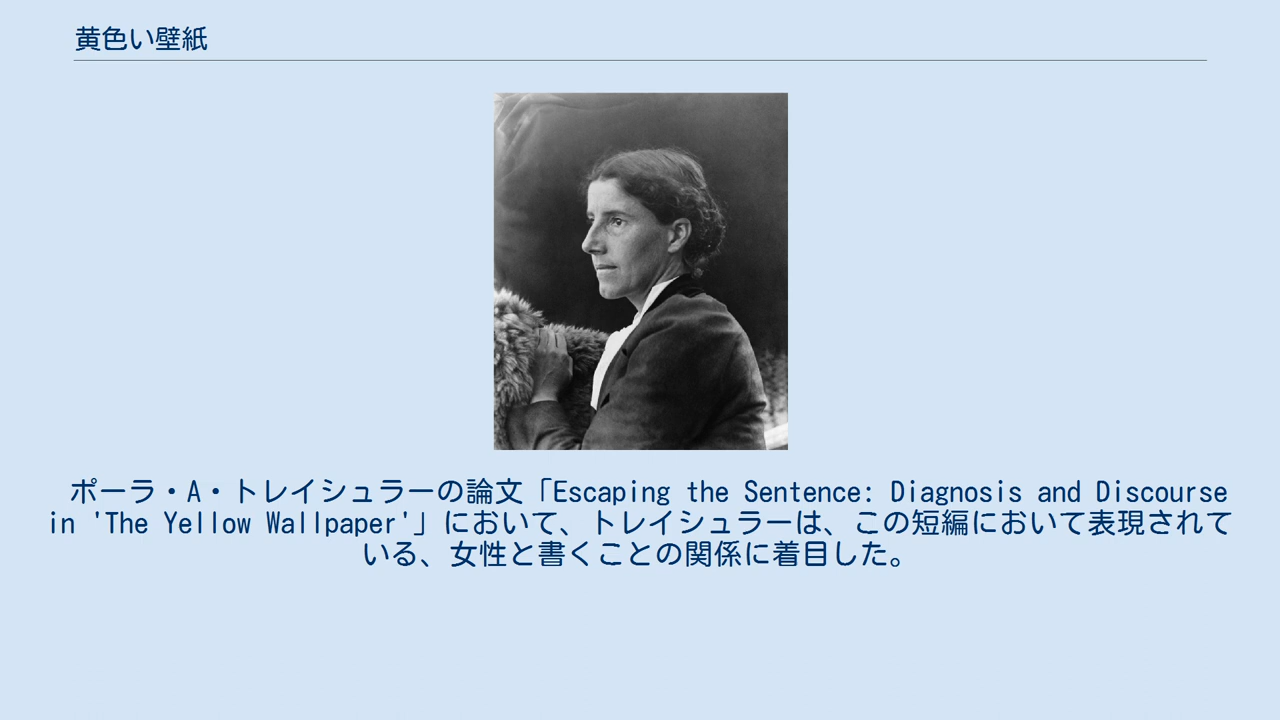 黄色い壁紙
ポーラ・A・トレイシュラーの論文「Escaping the Sentence: Diagnosis and Discourse
in 'The Yellow Wallpaper'」において、トレイシュラーは、この短編において表現されて
いる、女性と書くことの関係に着目した。